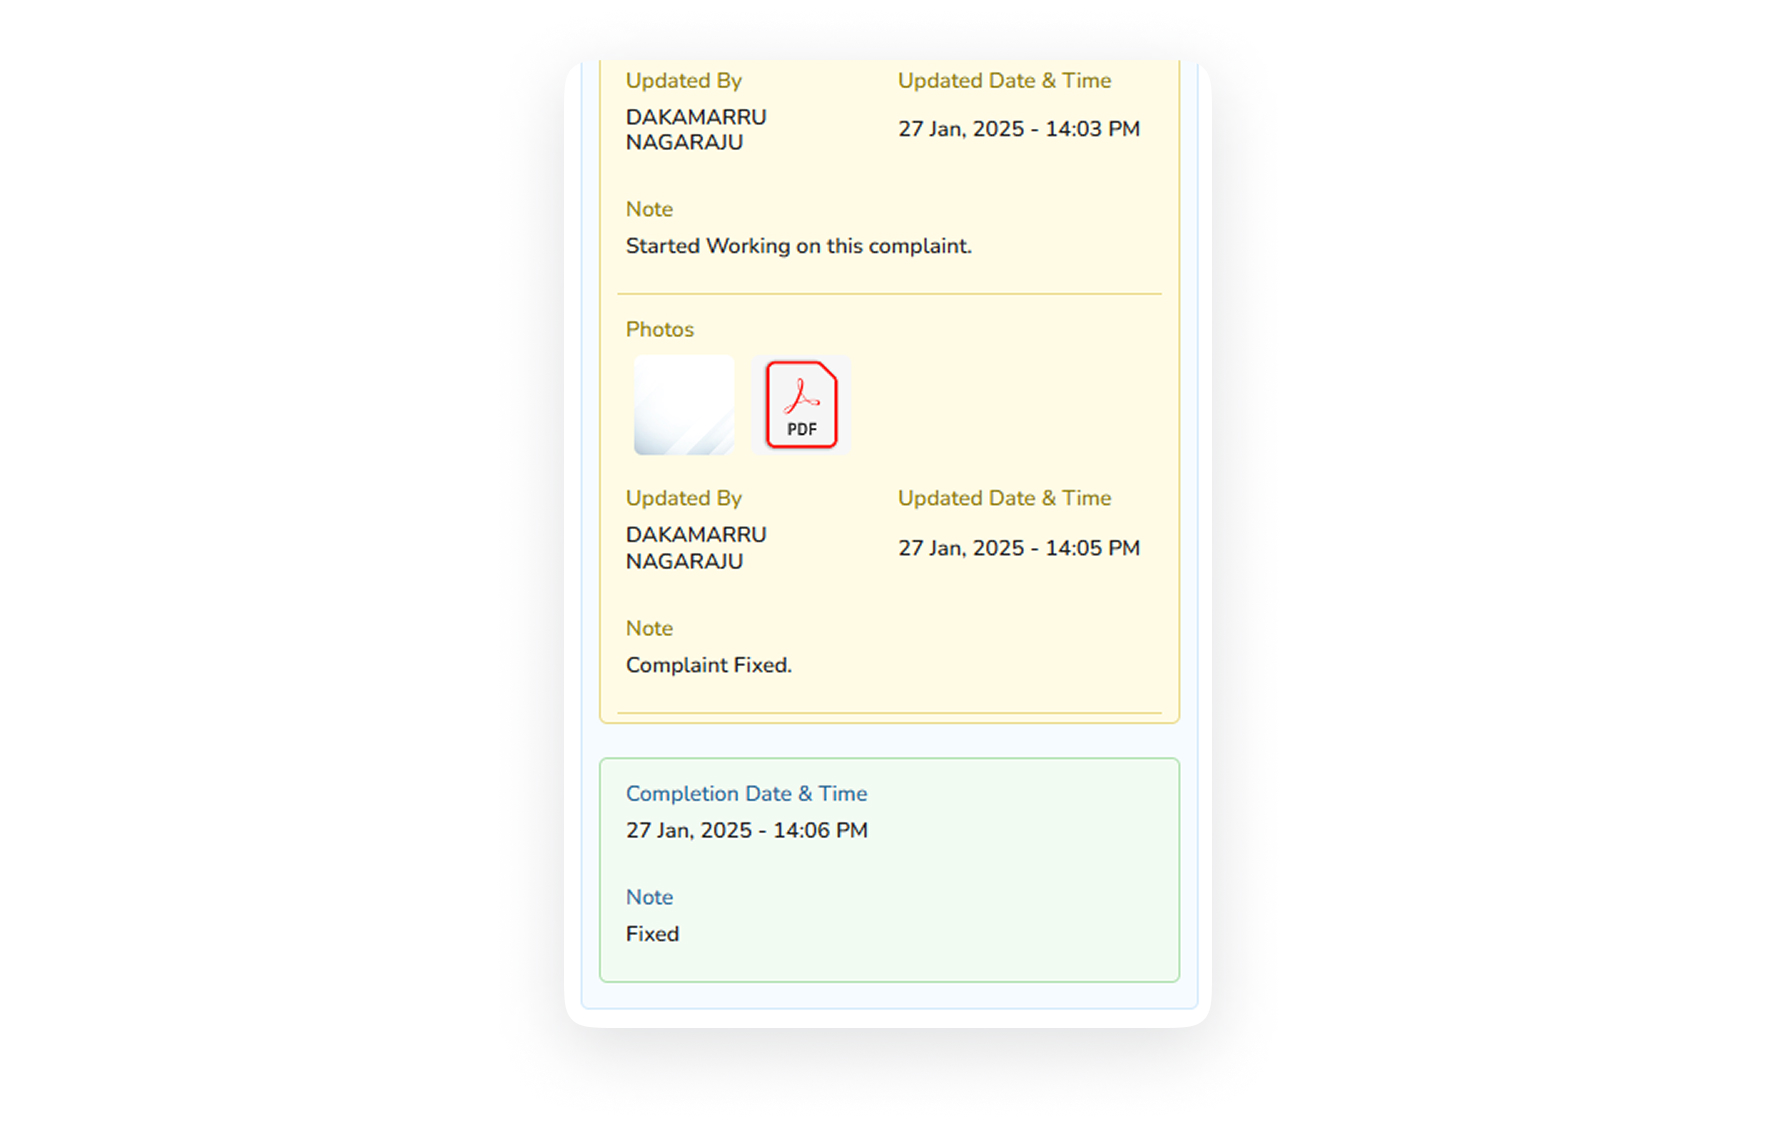 Updated By
Updated Date & Time
DAKAMARRU
NAGARAJU
27 Jan, 2025 - 14:03 PM
Note
Started Working on this complaint.
Photos
PDF
Updated By
Updated Date & Time
DAKAMARRU
NAGARAJU
27 Jan, 2025 - 14:05 PM
Note
Complaint Fixed.
Completion Date & Time
27 Jan, 2025 - 14:06 PM
Note
Fixed